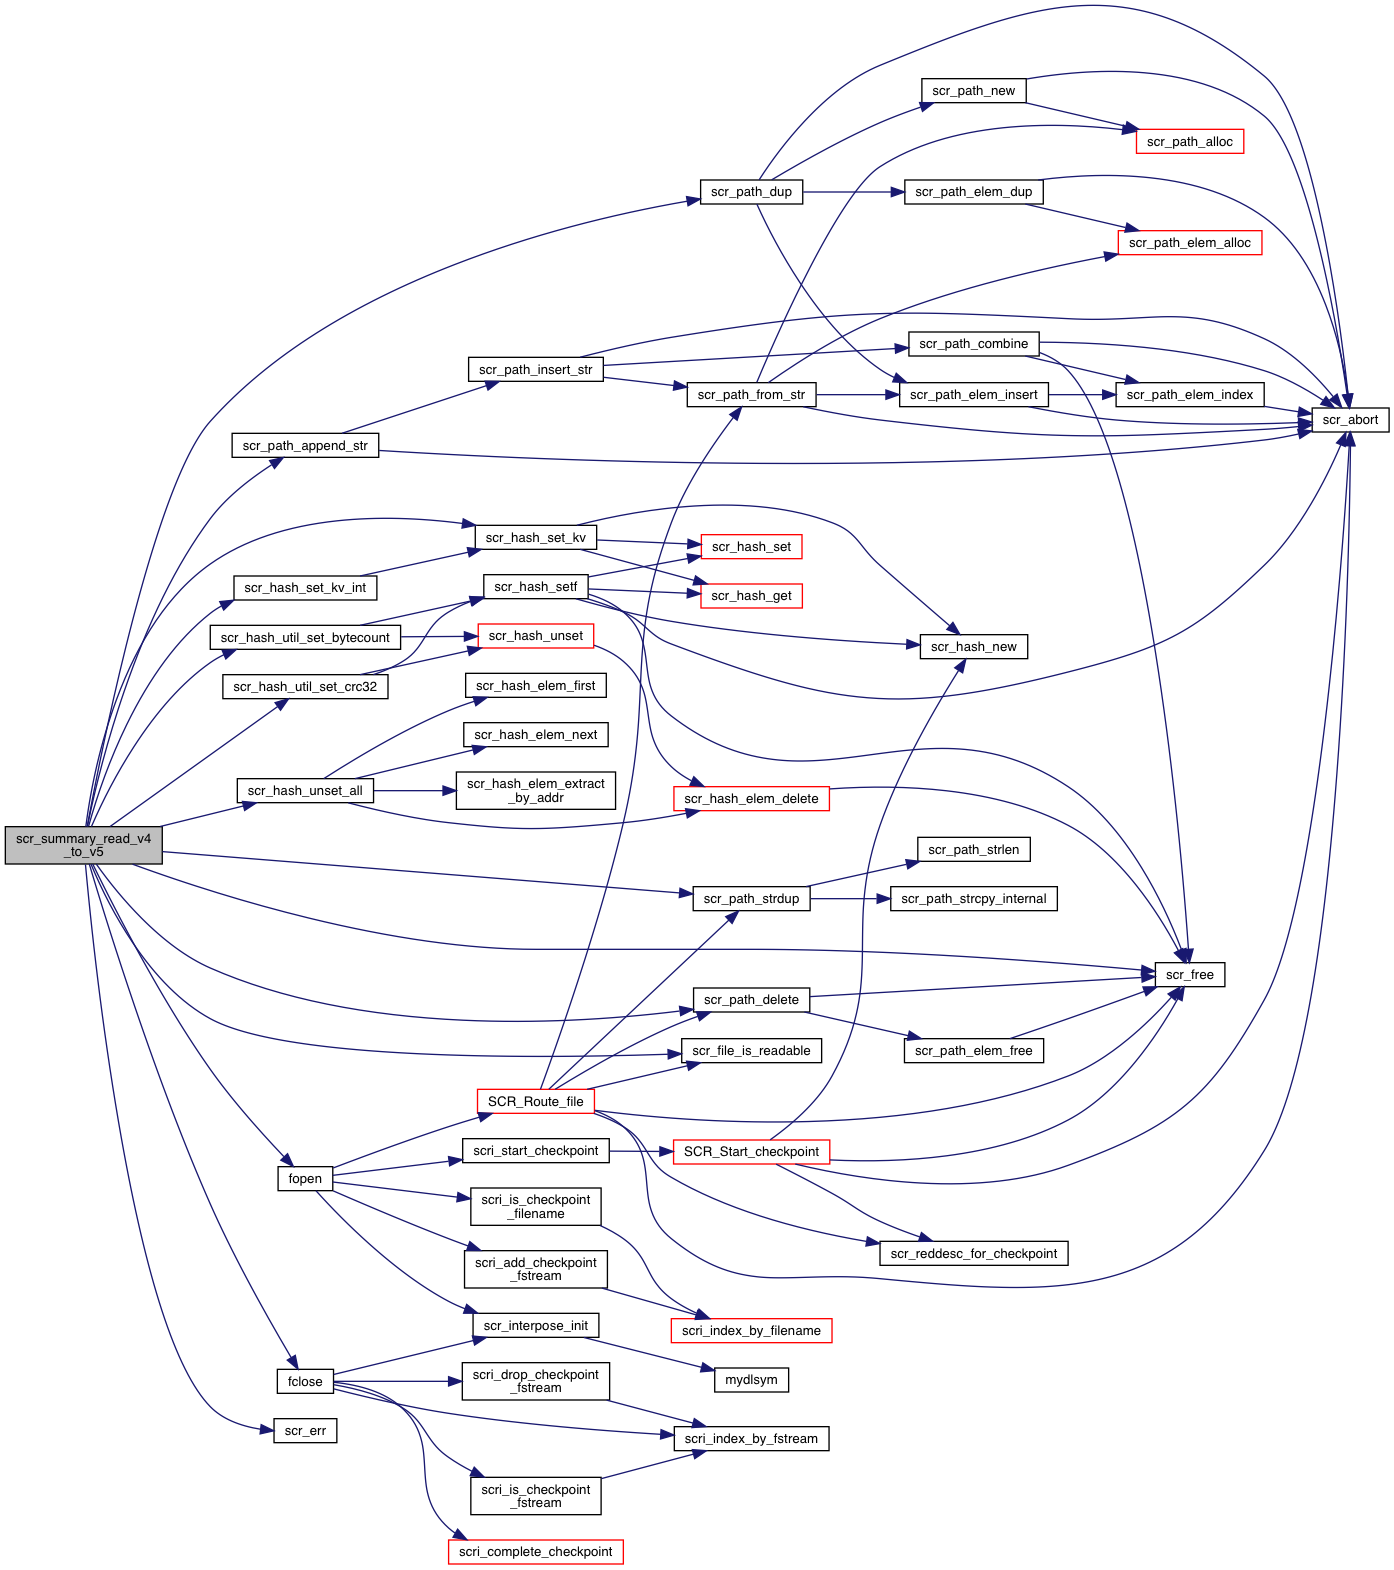 scr_path_new
scr_path_alloc
scr_path_dup
scr_path_elem_dup
scr_path_elem_alloc
scr_path_combine
scr_path_insert_str
scr_path_from_str
scr_path_elem_insert
scr_path_elem_index
scr_abort
scr_path_append_str
scr_hash_set_kv
scr_hash_set
scr_hash_set_kv_int
scr_hash_setf
scr_hash_get
scr_hash_util_set_bytecount
scr_hash_unset
scr_hash_new
scr_hash_util_set_crc32
scr_hash_elem_first
scr_hash_elem_next
scr_hash_unset_all
scr_hash_elem_extract
_by_addr
scr_hash_elem_delete
scr_summary_read_v4
_to_v5
scr_path_strlen
scr_path_strdup
scr_path_strcpy_internal
scr_free
scr_path_delete
scr_file_is_readable
scr_path_elem_free
SCR_Route_file
scri_start_checkpoint
SCR_Start_checkpoint
fopen
scri_is_checkpoint
_filename
scr_reddesc_for_checkpoint
scri_add_checkpoint
_fstream
scr_interpose_init
scri_index_by_filename
fclose
scri_drop_checkpoint
_fstream
mydlsym
scr_err
scri_index_by_fstream
scri_is_checkpoint
_fstream
scri_complete_checkpoint